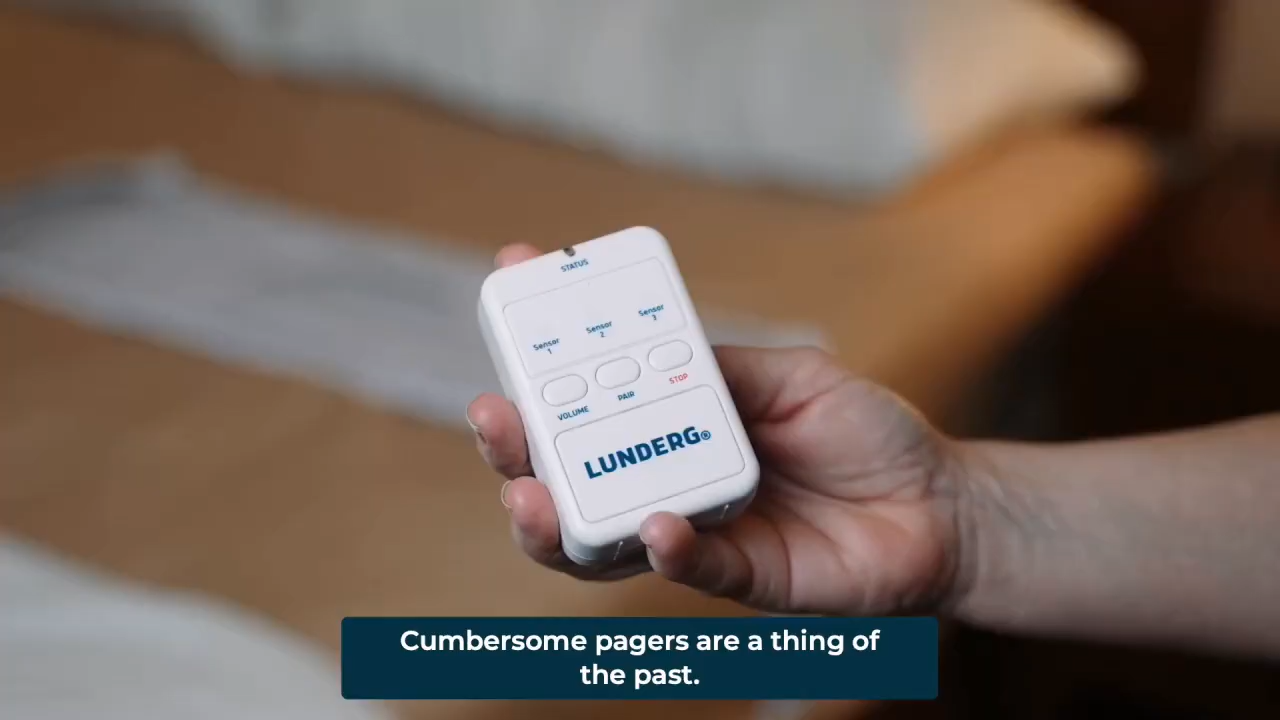 STATUS
Sensor
1
Sensor
2
Sensor
3
VOLUME
PAIR
STOP
LUNDERG®
Cumbersome pagers are a thing of
the past.